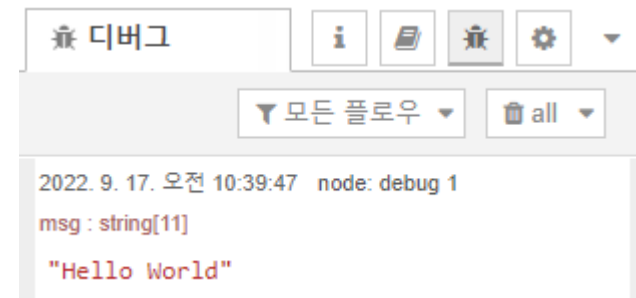 디버그
모든 플로우 all
2022. 9. 17. 오전 10:39:47 node: debug 1
msg : string[11]
"Hello World"